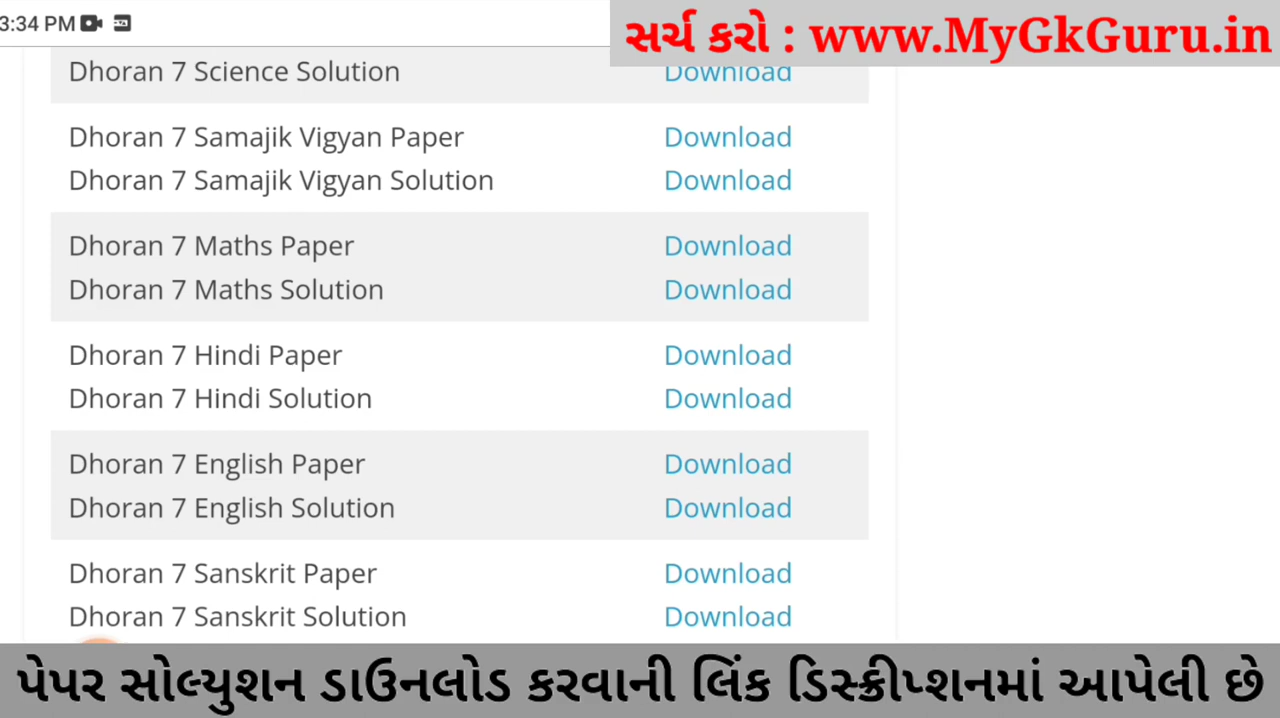 3:34 PM
સર્ચ કરો : www.MyGkGuru.in
Dhoran 7 Science Solution Download
Dhoran 7 Samajik Vigyan Paper Download
Dhoran 7 Samajik Vigyan Solution Download
Dhoran 7 Maths Paper Download
Dhoran 7 Maths Solution Download
Dhoran 7 Hindi Paper Download
Dhoran 7 Hindi Solution Download
Dhoran 7 English Paper Download
Dhoran 7 English Solution Download
Dhoran 7 Sanskrit Paper Download
Dhoran 7 Sanskrit Solution Download
પેપર સોલ્યુશન ડાઉનલોડ કરવાની લિંક ડિસ્ક્રીપ્શનમાં આપેલી છે